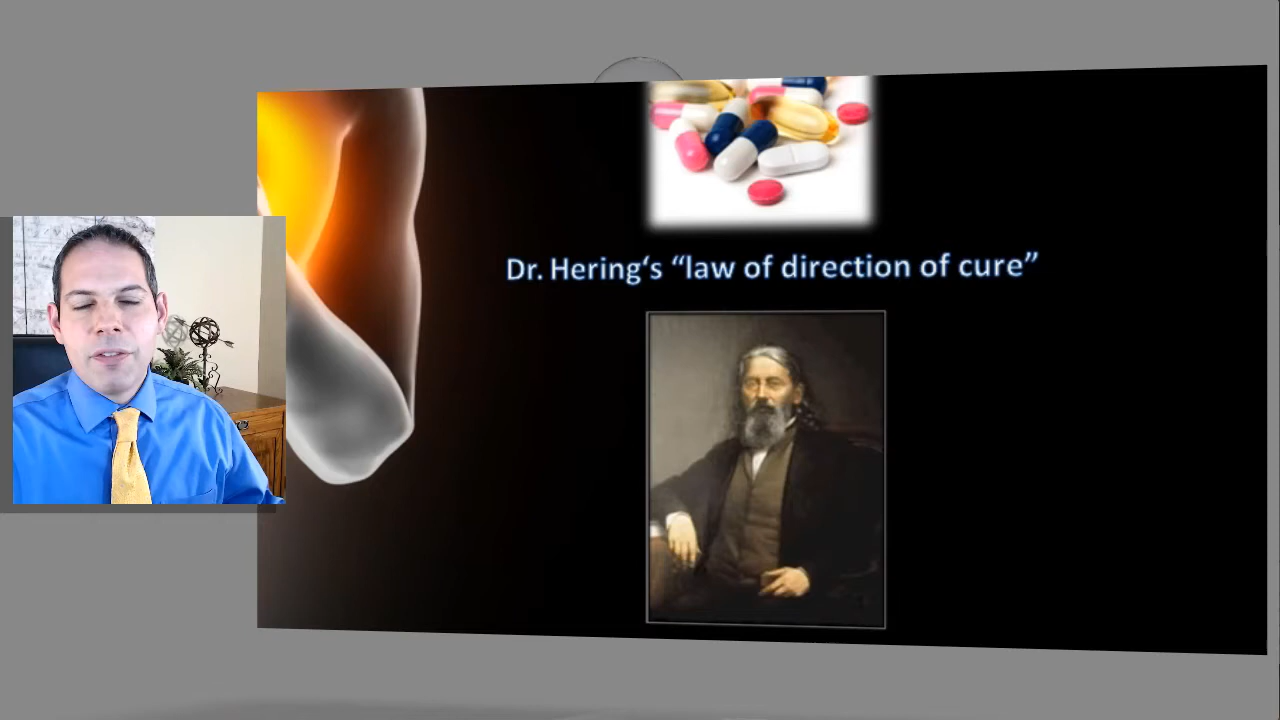 Dr. Hering‘s “law of direction of cure”